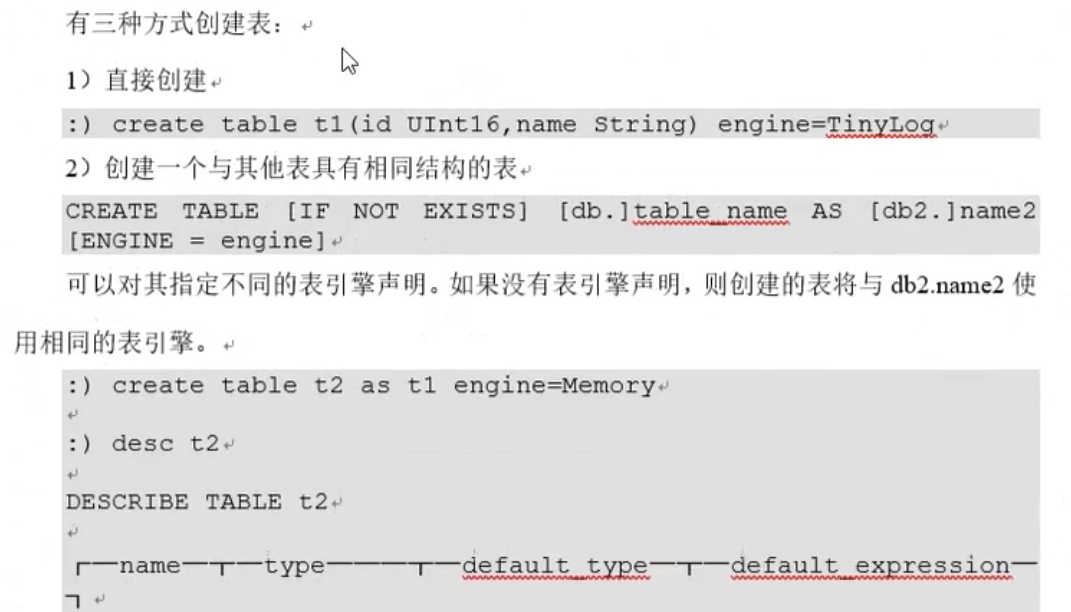 有三种方式创建表：
1）直接创建
:) create table t1(id UInt16,name String) engine=TinyLog
2）创建一个与其他表具有相同结构的表
CREATE TABLE [IF NOT EXISTS] [db.]table_name AS [db2.]name2
[ENGINE = engine]
可以对其指定不同的表引擎声明。如果没有表引擎声明，则创建的表将与 db2.name2 使
用相同的表引擎。
:) create table t2 as t1 engine=Memory
:) desc t2
DESCRIBE TABLE t2
┌─name─┬─type───┬─default_type─┬─default_expression─
┐